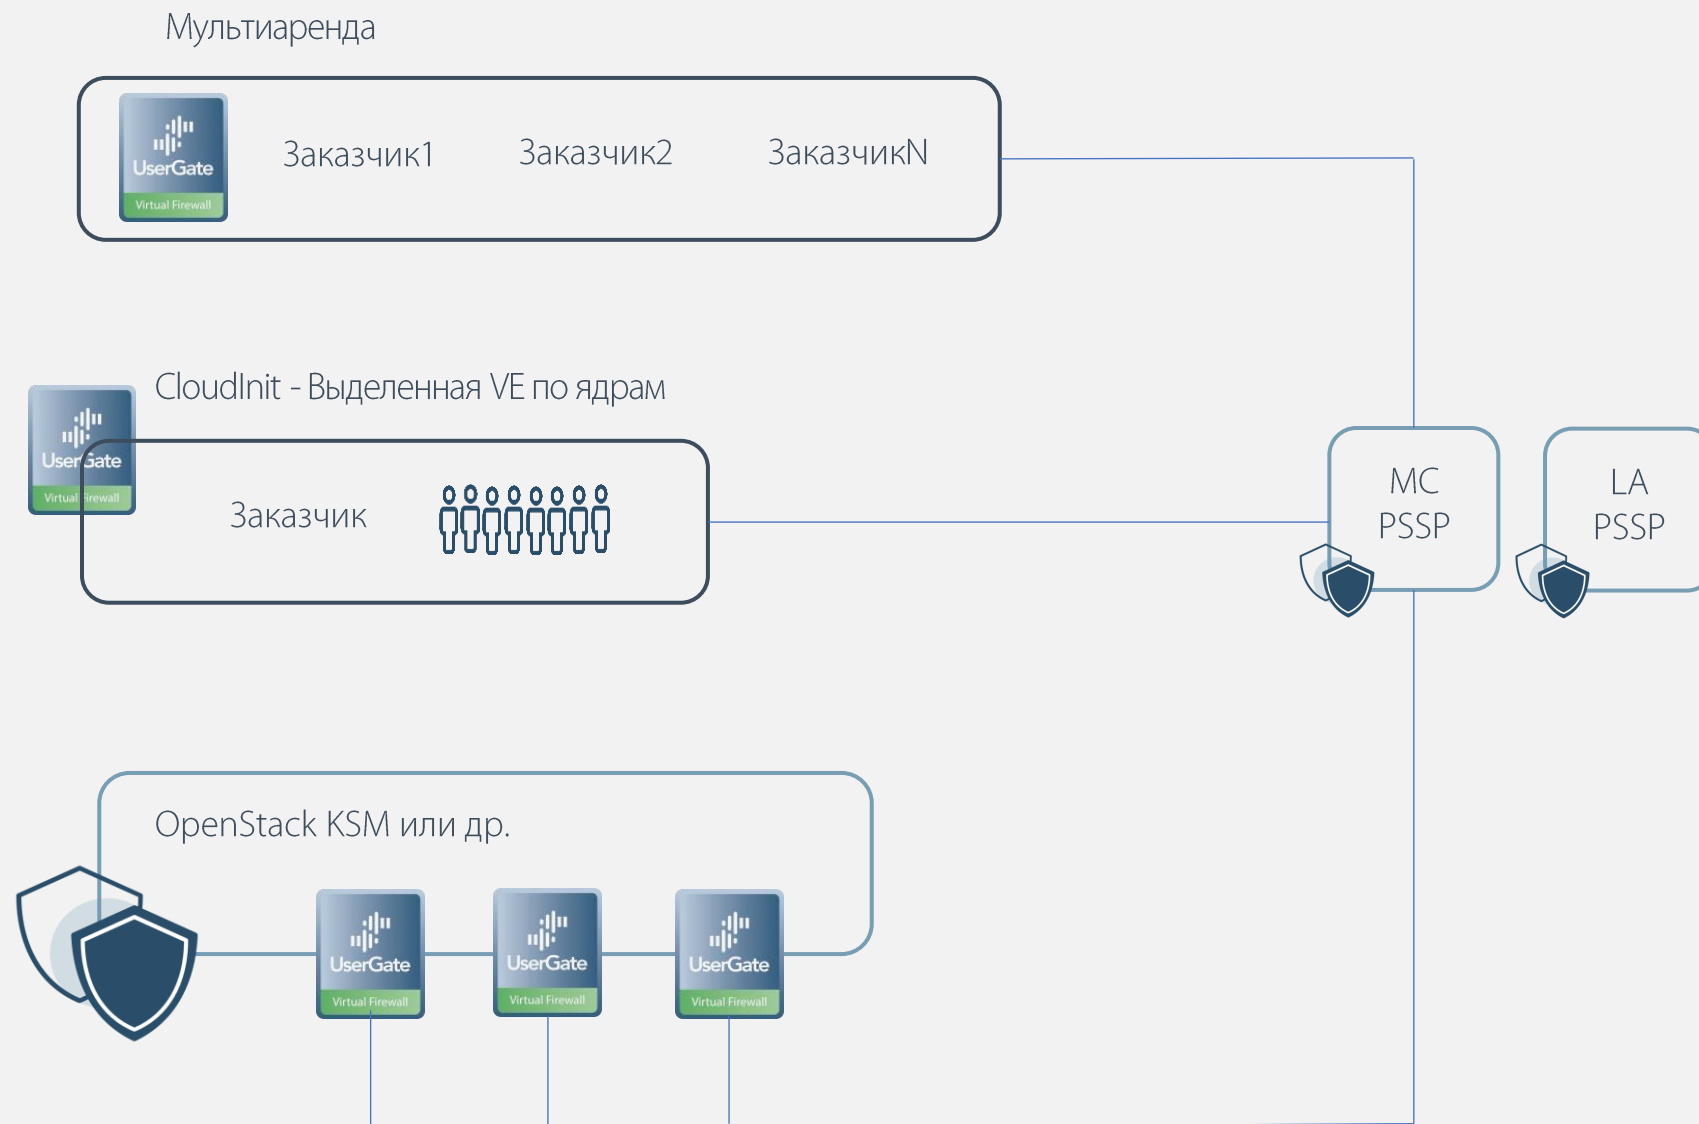 Мультиаренда
UserGate
Virtual Firewall
Заказчик1
Заказчик2
ЗаказчикN
CloudInit - Выделенная VE по ядрам
UserGate
Virtual Firewall
Заказчик
MC
PSSP
LA
PSSP
OpenStack KSM или др.
UserGate
Virtual Firewall
UserGate
Virtual Firewall
UserGate
Virtual Firewall